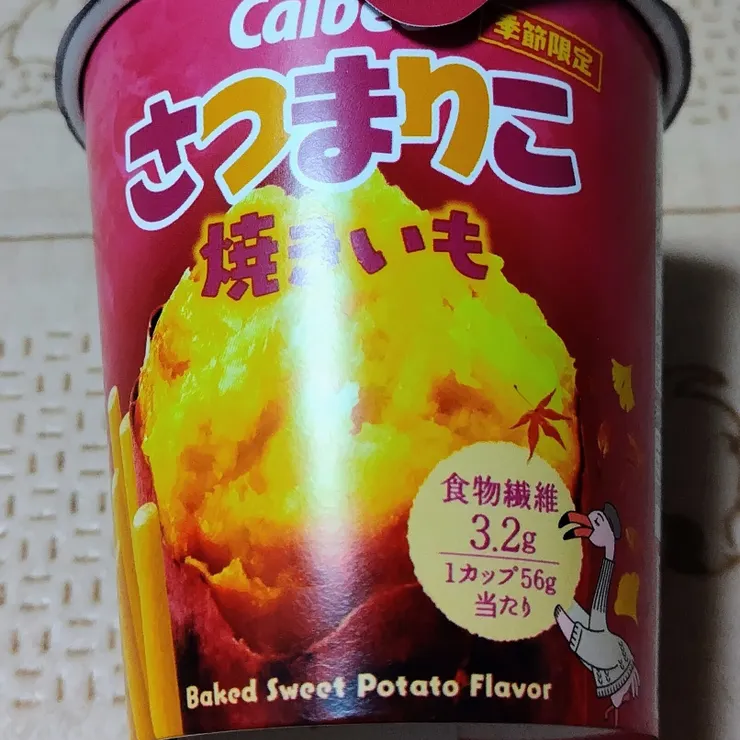 Calbe
季節限定
さつまりこ
焼きいも
食物繊維
3.2g
1カップ56g
当たり
Baked Sweet Potato Flavor